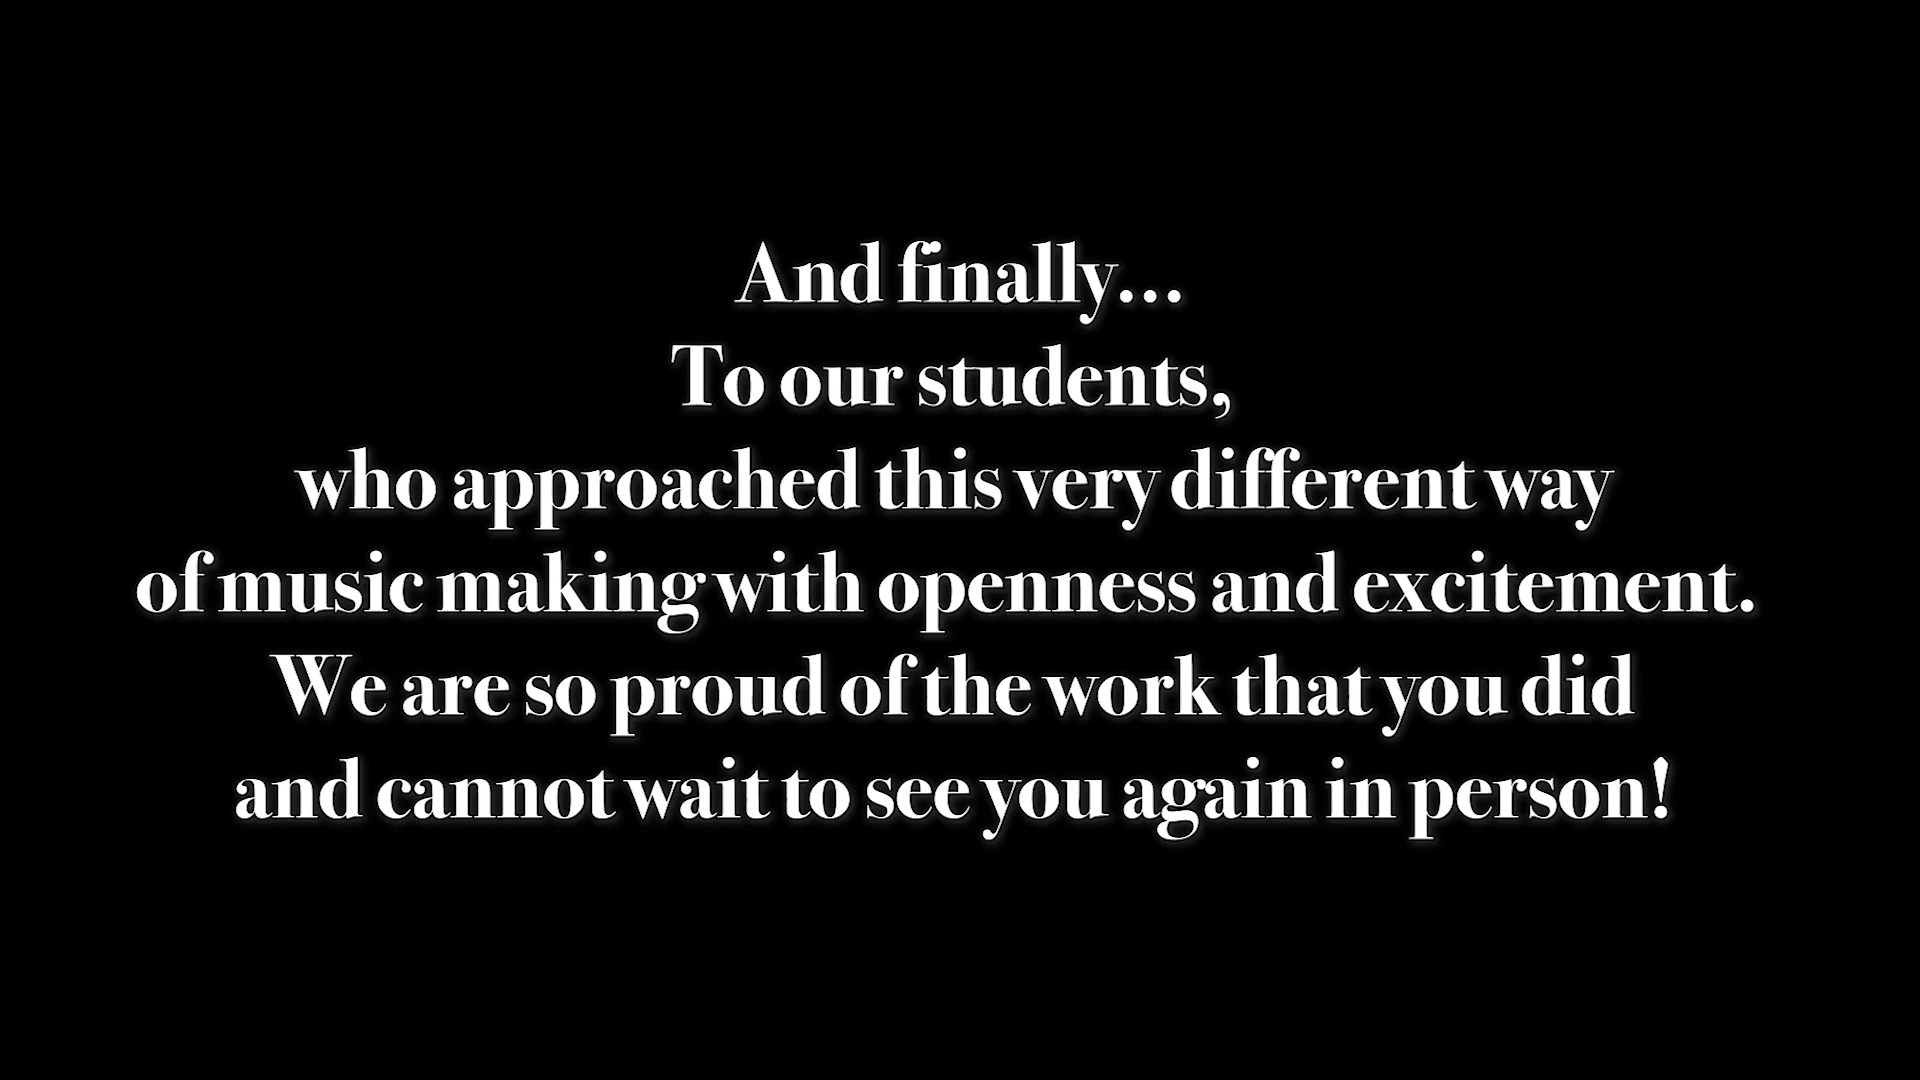 And finally...
To our students,
who approached this very different way
of music making with openness and excitement.
We are so proud of the work that you did
and cannot wait to see you again in person!